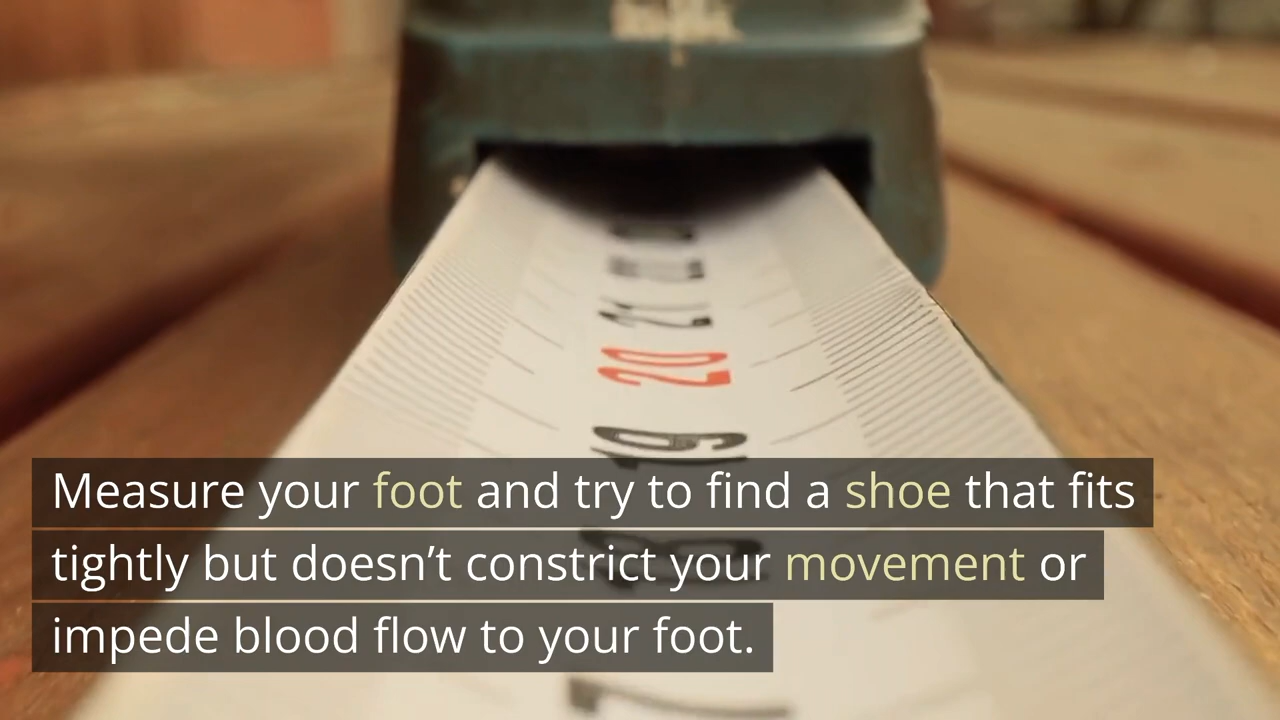 21
20
19
Measure your foot and try to find a shoe that fits
tightly but doesn’t constrict your movement or
impede blood flow to your foot.